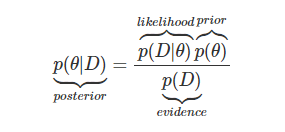 likelihood prior
p(D|θ) p(θ)
p(θ|D) =
posterior
p(D)
evidence